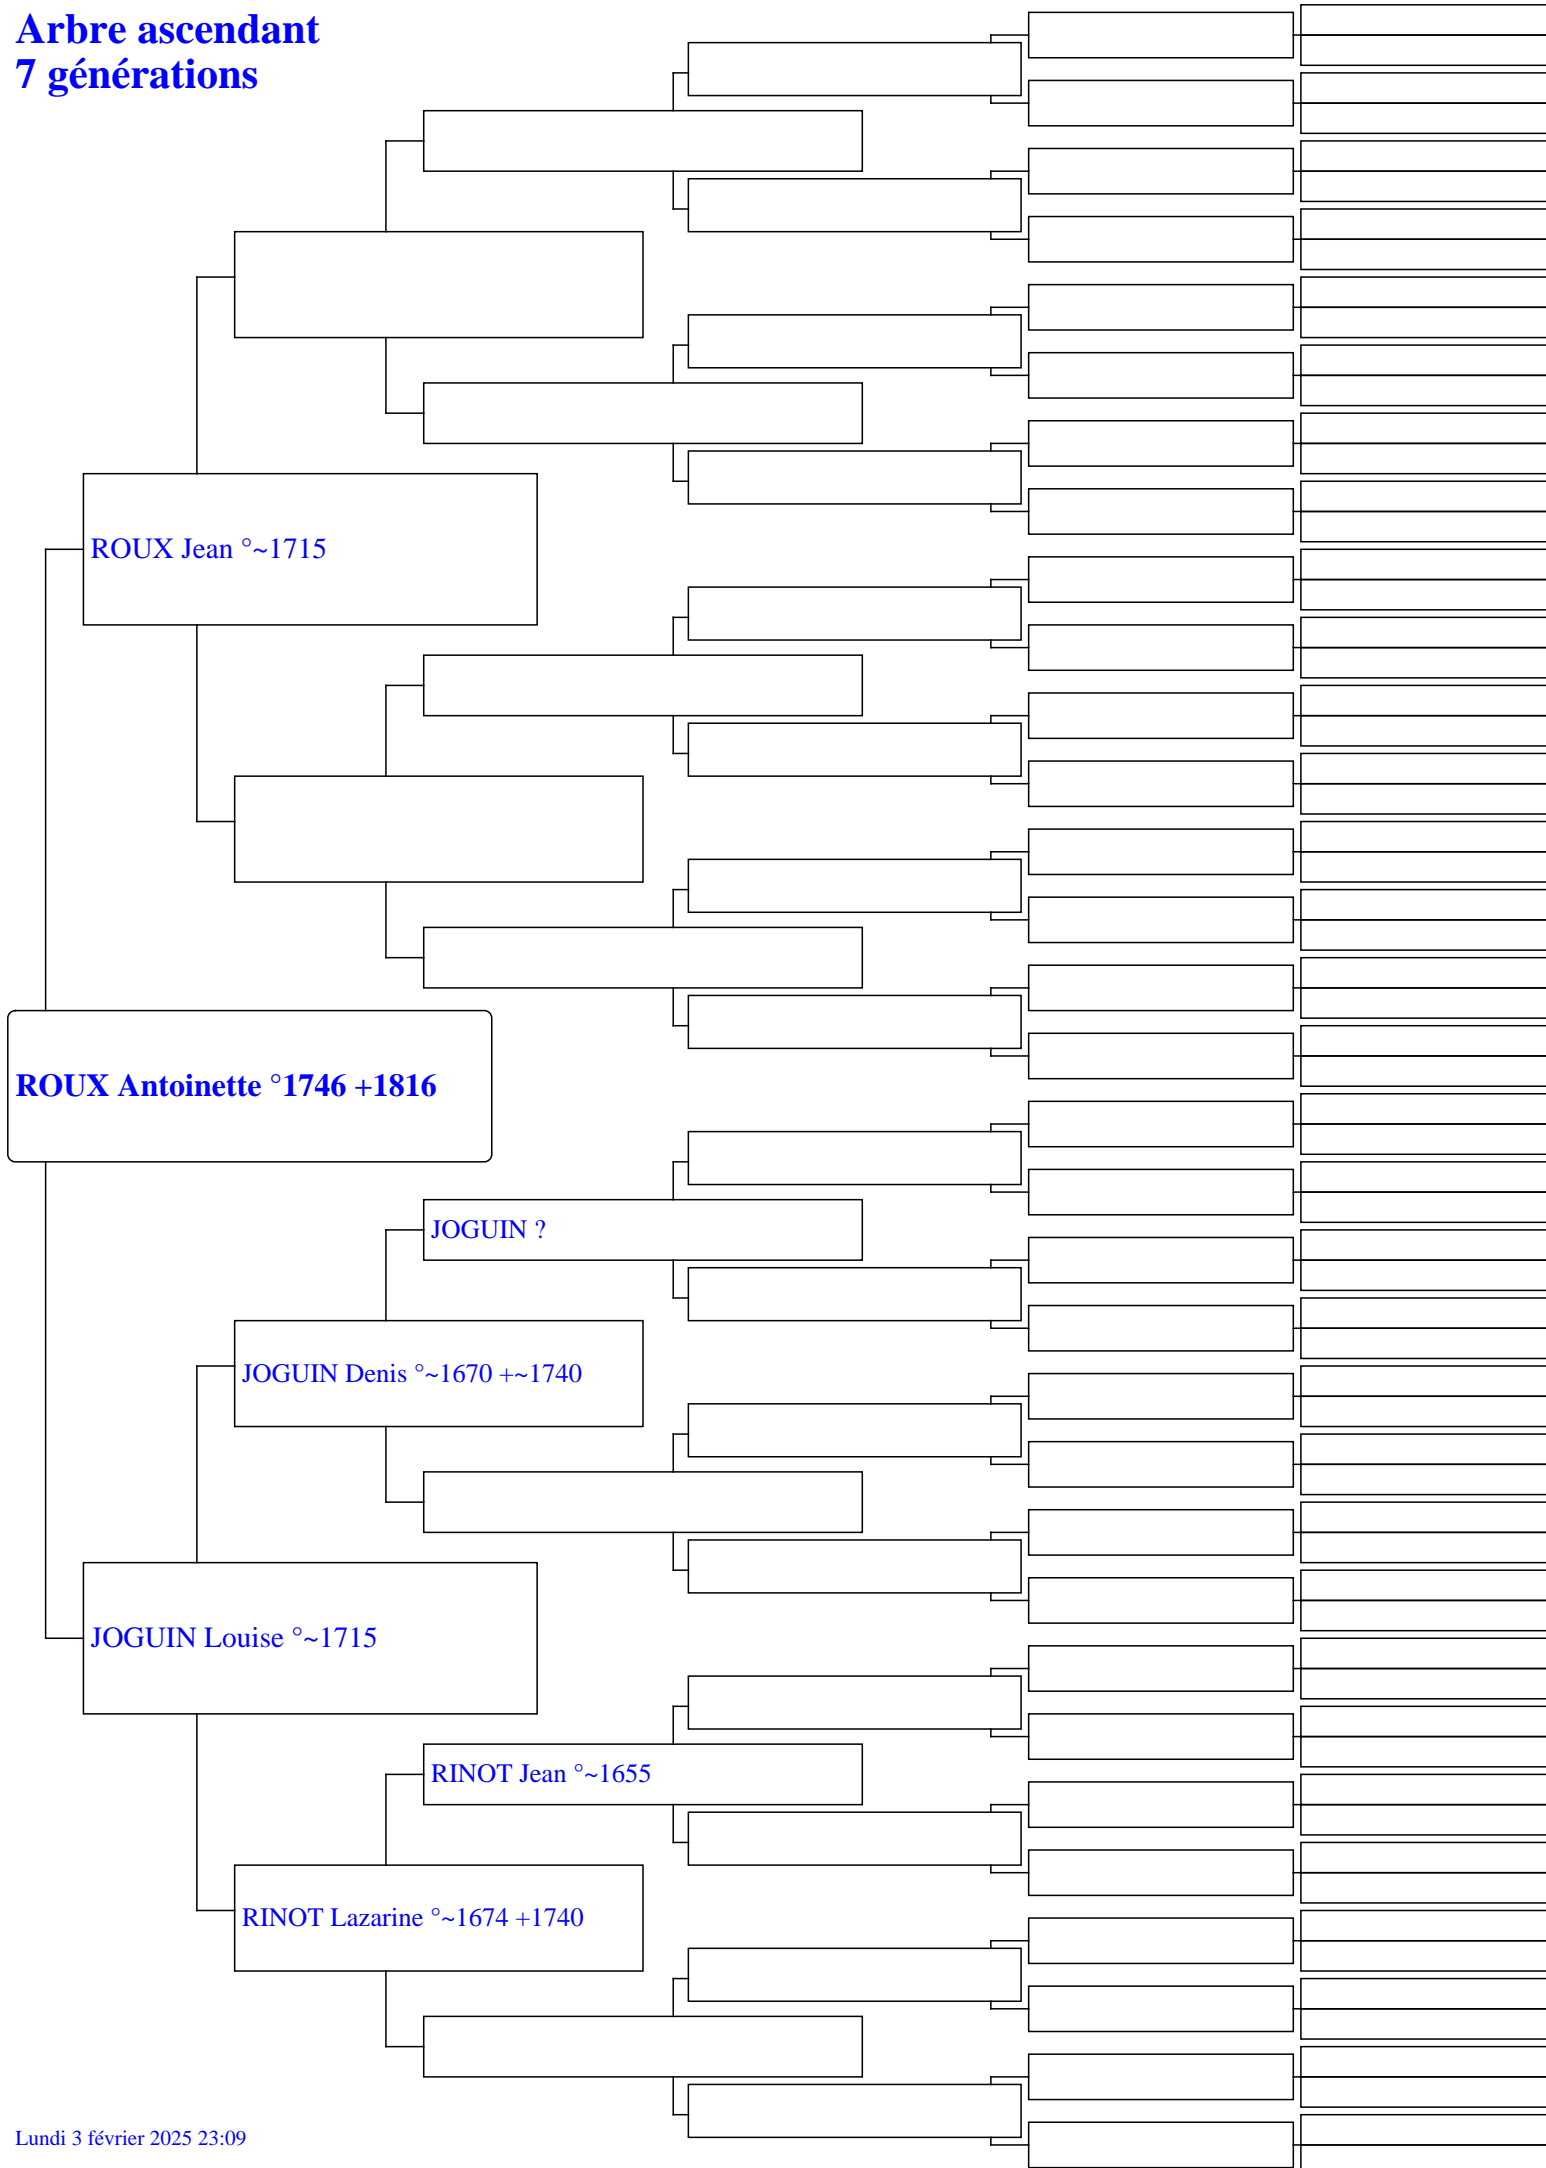 Arbre ascendant
7 générations
ROUX Jean °~1715
ROUX Antoinette °1746 +1816
JOGUIN ?
JOGUIN Denis °~1670 +~1740
JOGUIN Louise °~1715
RINOT Jean °~1655
RINOT Lazarine °~1674 +1740
Lundi 3 février 2025 23:09